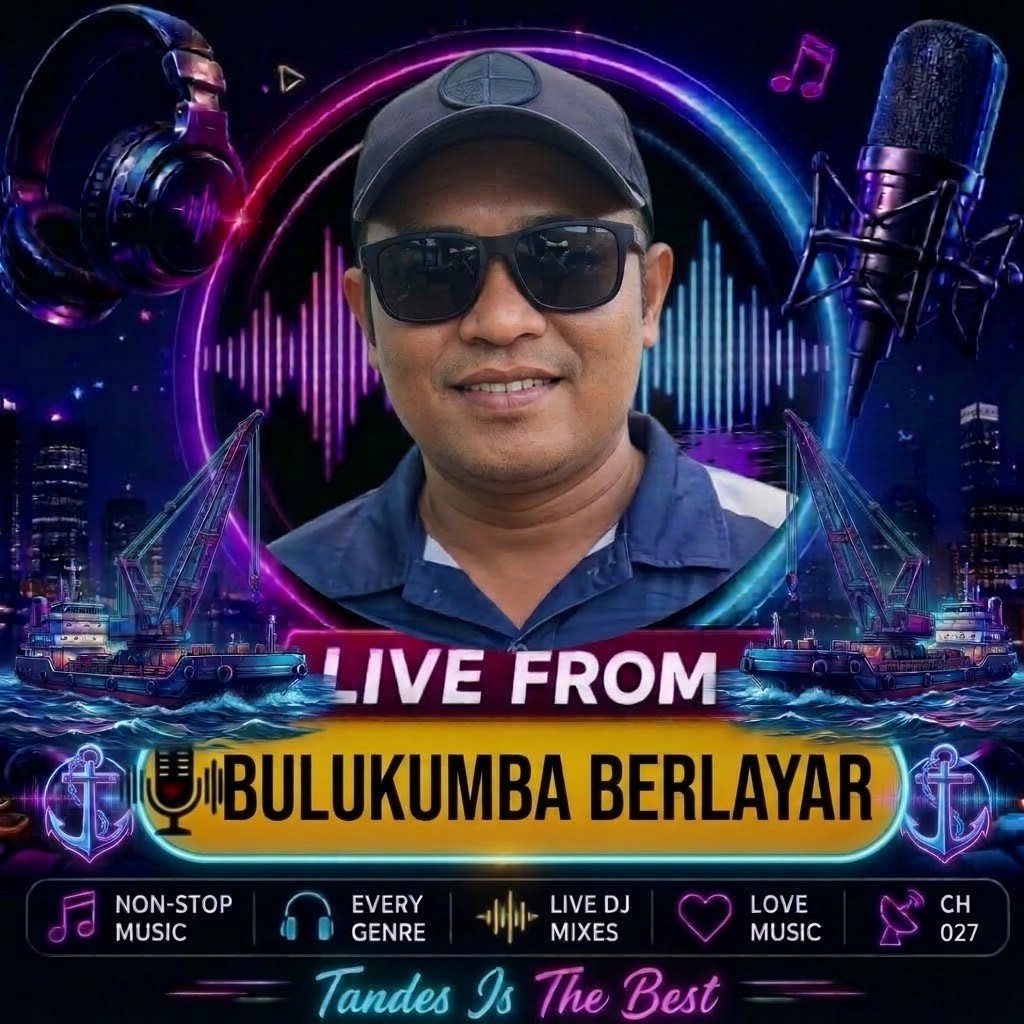 LIVE FROM
BULUKUMBA BERLAYAR
NON-STOP
MUSIC
EVERY
GENRE
LIVE DJ
MIXES
LOVE
MUSIC
CH
027
Tandes Is The Best